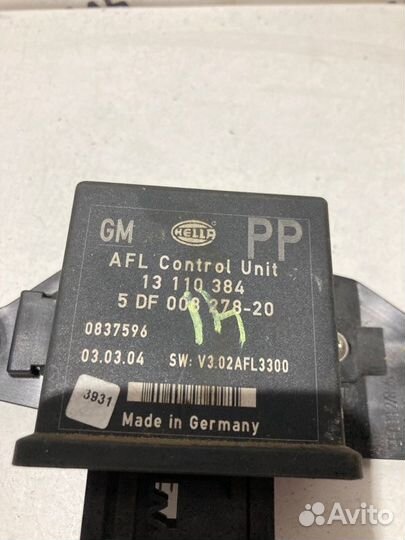 GM HELLA PP
AFL Control Unit
13 110 384
5 DF 008 278-20
0837596
03.03.04 SW: V3.02AFL3300
3931
Made in Germany
Avito